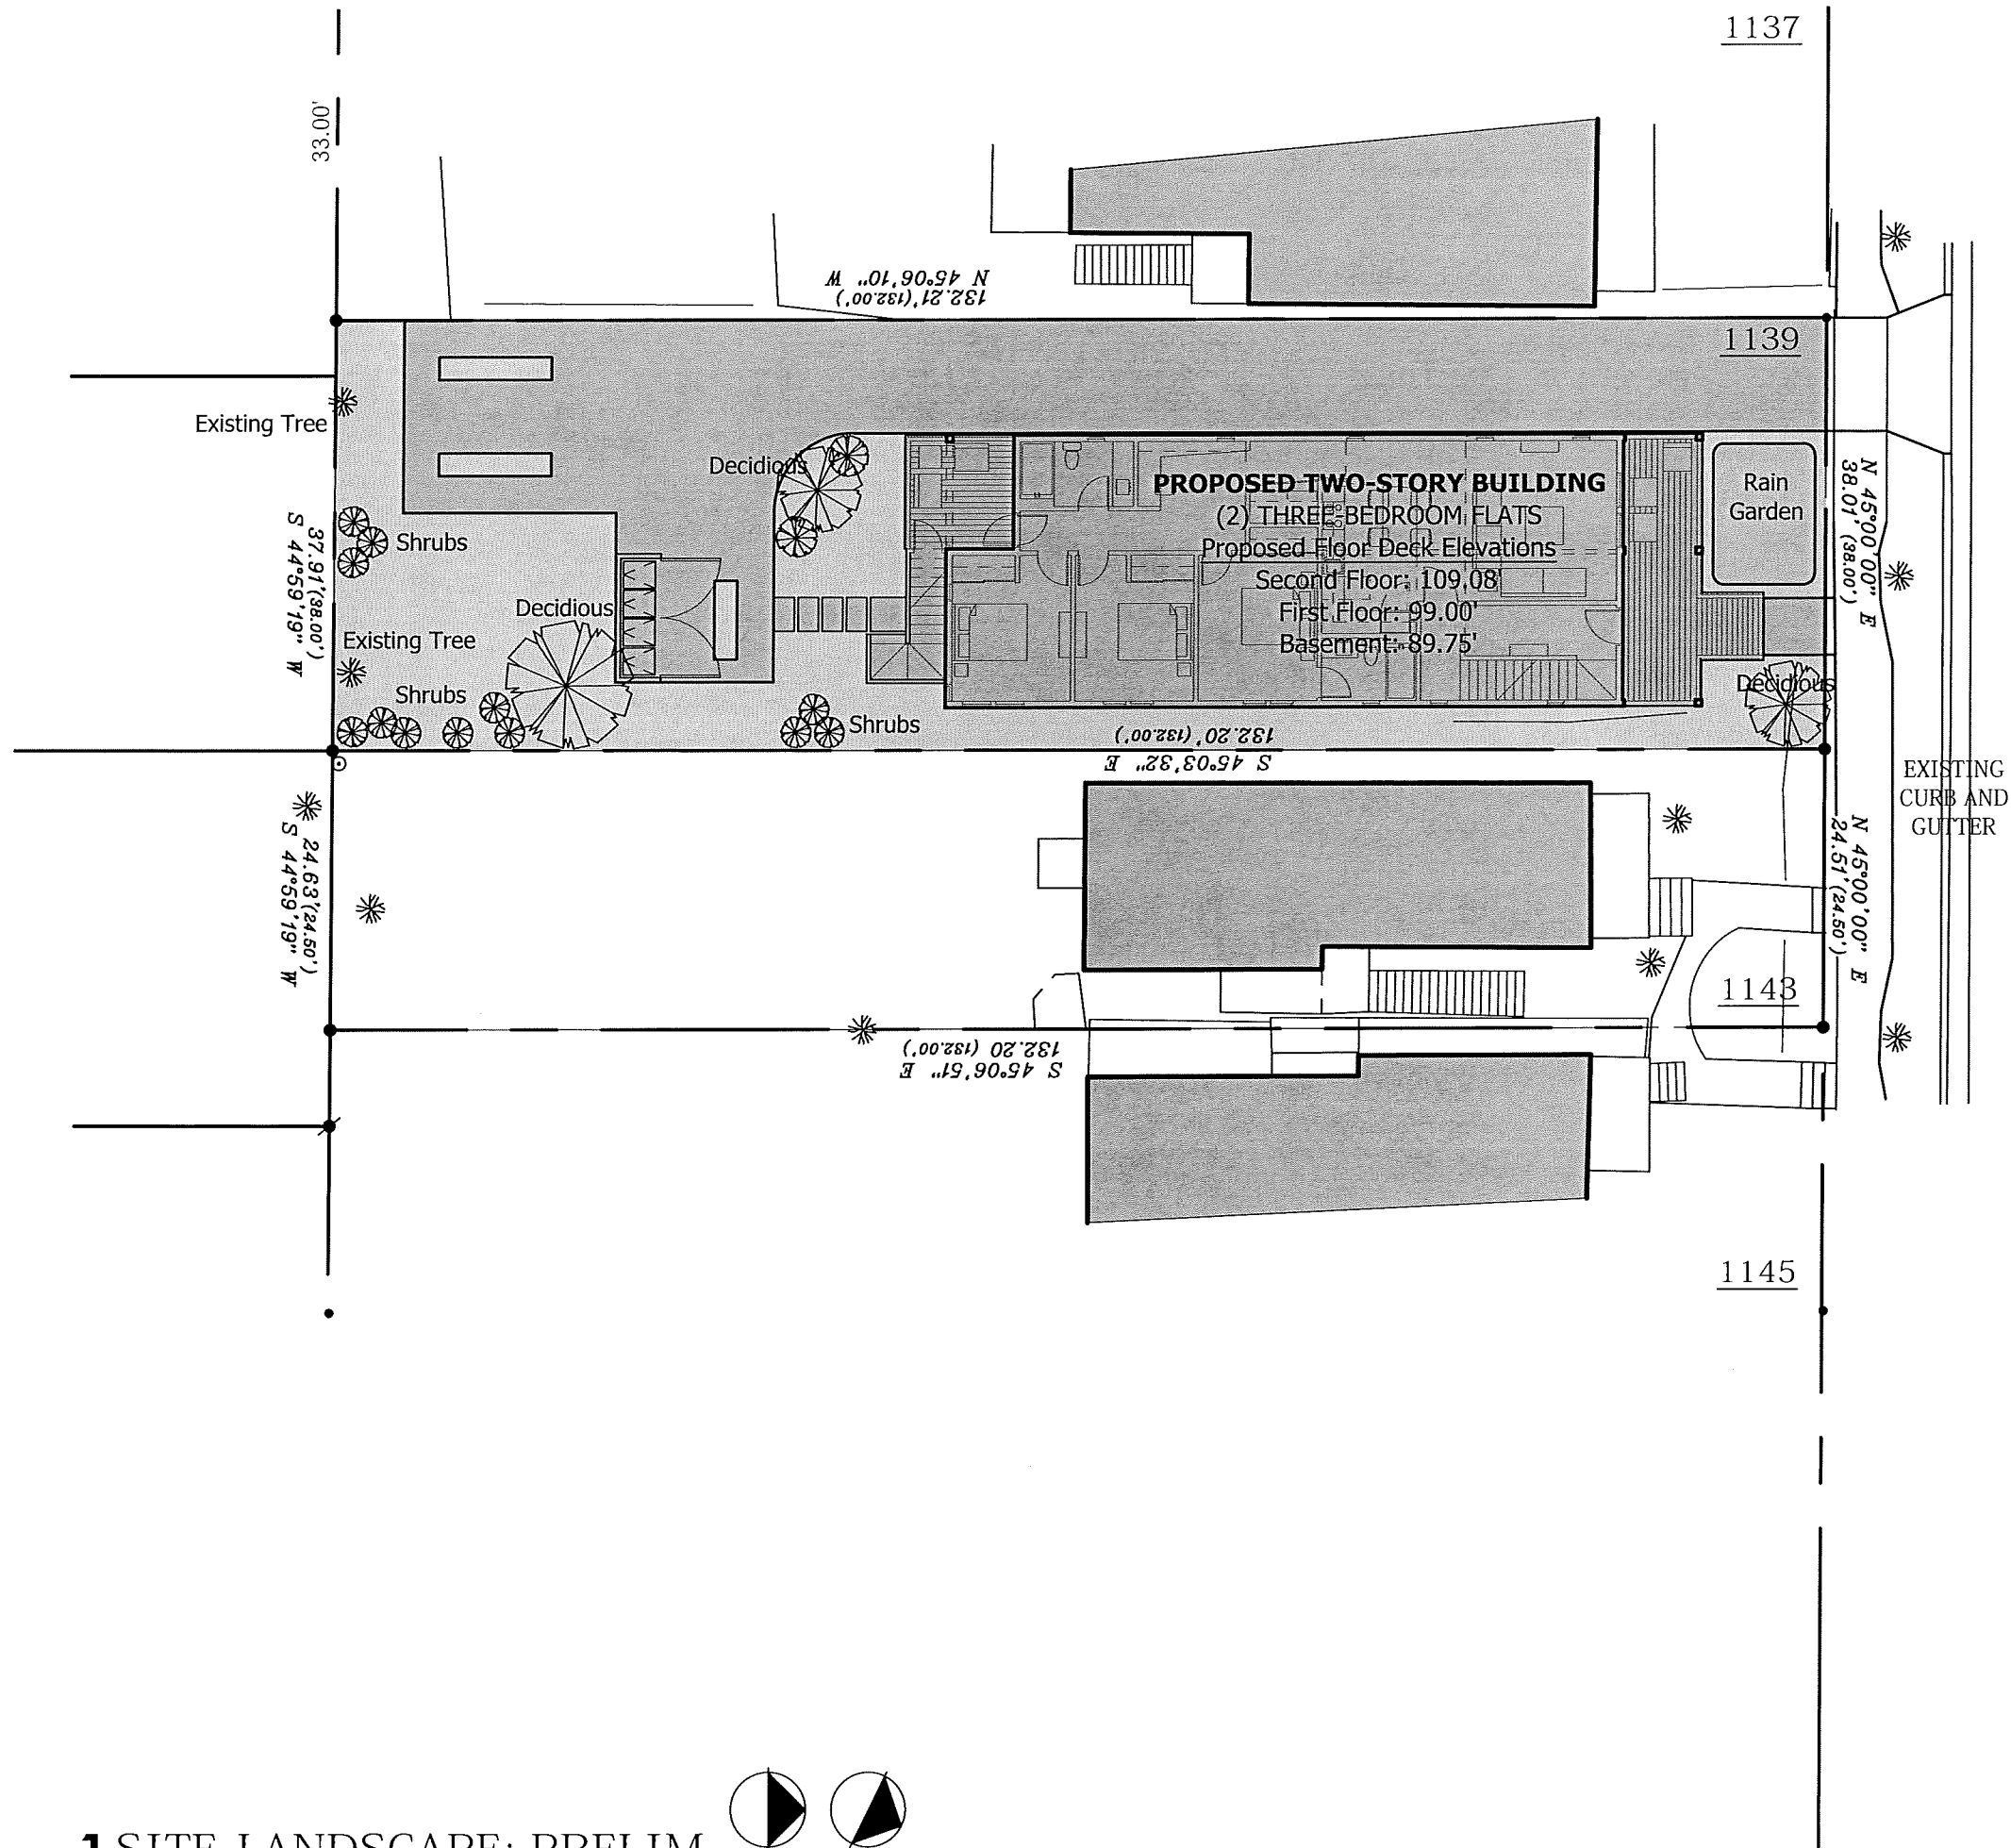 1137
33.00'
N 45°06'10" W
132.21'(132.00')
1139
Existing Tree
Decidious
PROPOSED TWO-STORY BUILDING
(2) THREE-BEDROOM FLATS
Proposed Floor Deck Elevations
Second Floor: 109.08'
First Floor: 99.00'
Basement: 89.75'
Rain
Garden
N 45°00'00" E
38.01' (38.00')
37.91'(38.00')
S 44°59'19" W
Shrubs
Decidious
Existing Tree
Shrubs
Shrubs
Decidious
132.20' (132.00')
S 45°03'32" E
EXISTING
CURB AND
GUTTER
N 45°00'00" E
24.51' (24.50')
24.63'(24.50')
S 44°59'19" W
1143
132.20 (132.00')
S 45°06'51" E
1145
1 SITE LANDSCAPE: PRELIM